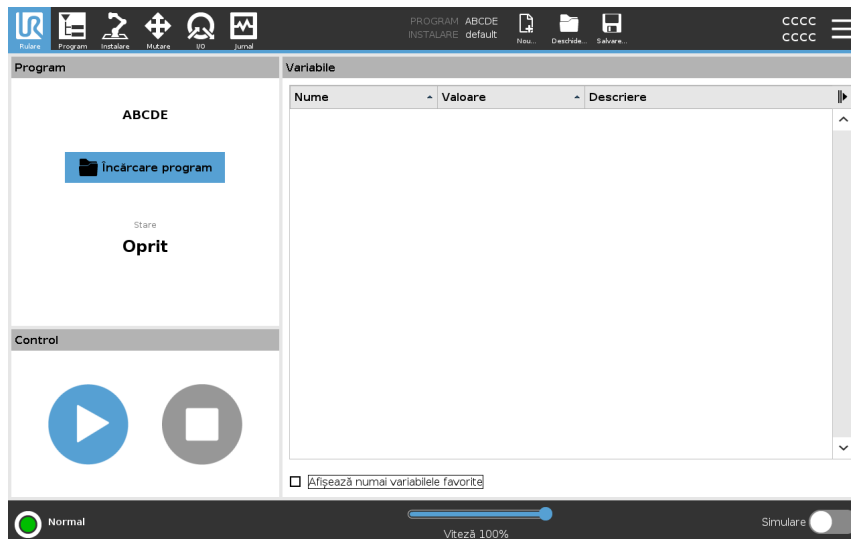 UR
Rulare
Program
Instalare
Mutare
I/O
Jurnal
PROGRAM ABCDE
INSTALARE default
Nou...
Deschide...
Salvare...
CCCC
CCCC
Program
ABCDE
Încărcare program
Stare
Oprit
Control
Variabile
Nume
Valoare
Descriere
Afișează numai variabilele favorite
Normal
Viteză 100%
Simulare